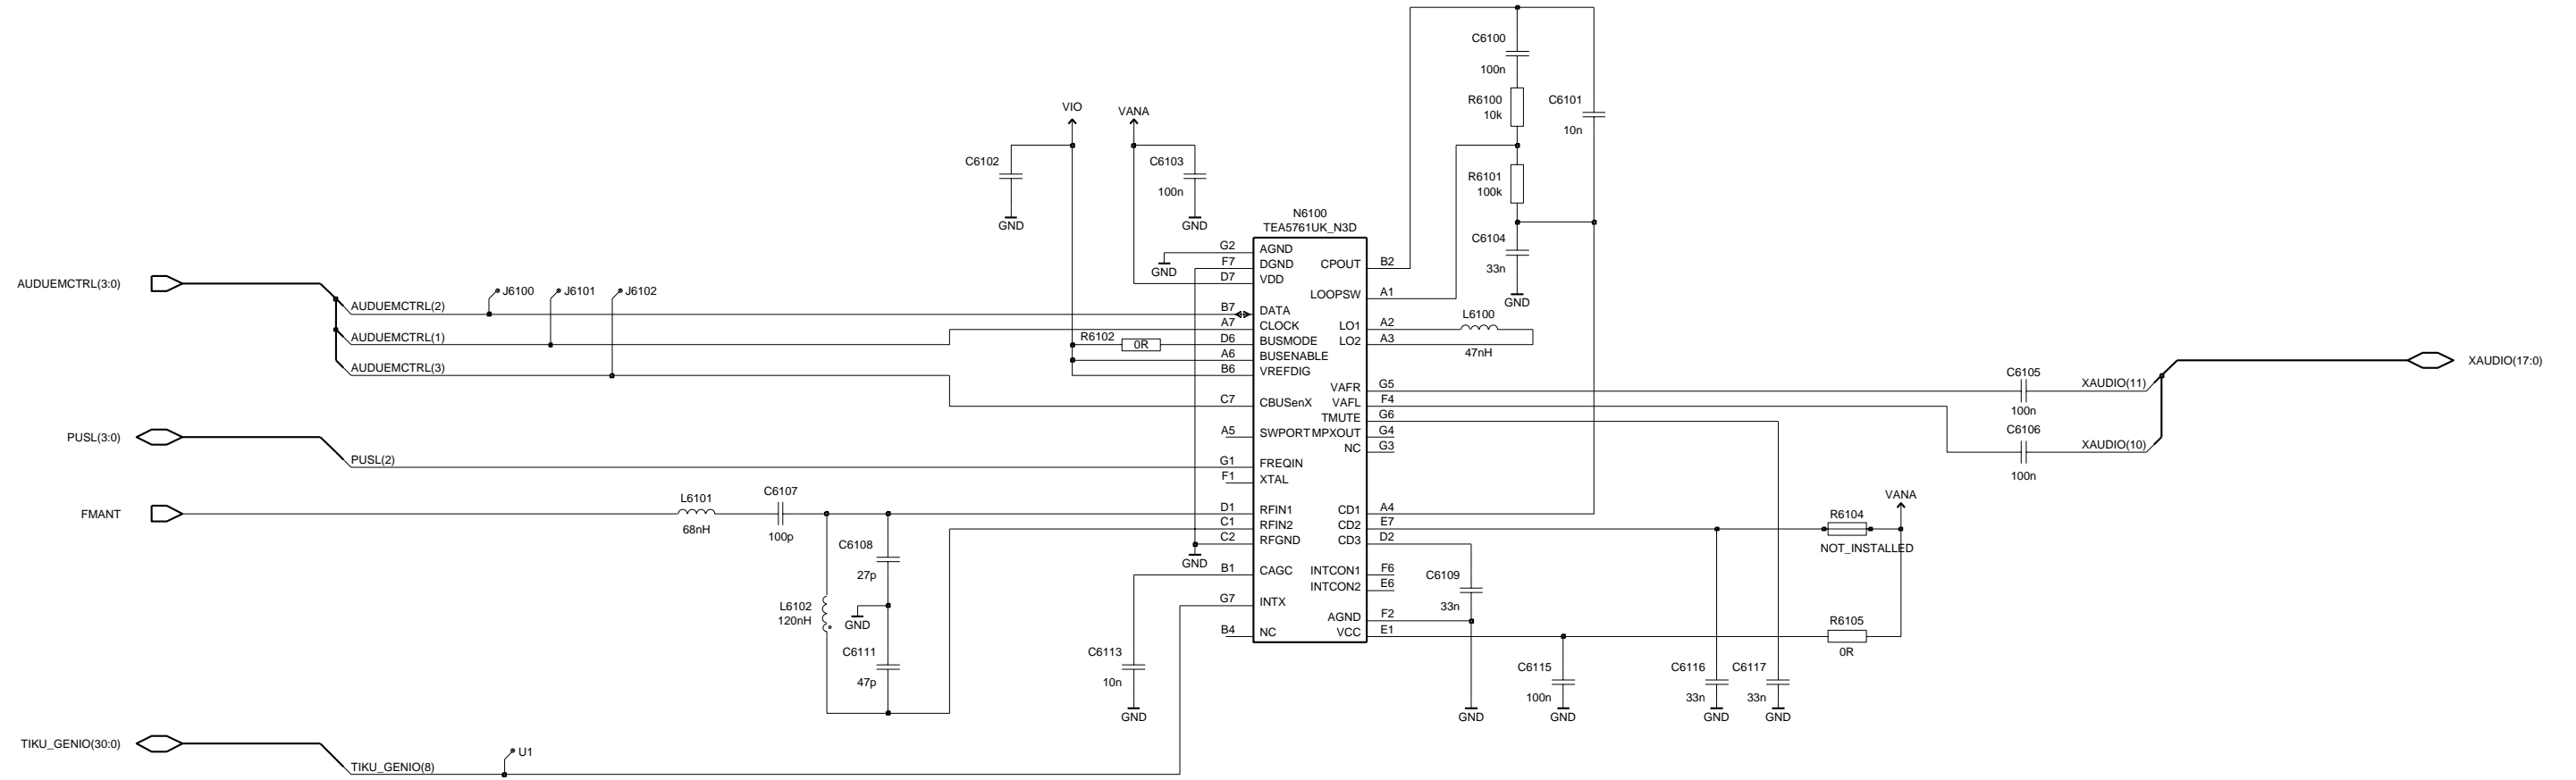 C6100
100n
R6100
10k
C6101
10n
VIO
VANA
C6102
C6103
100n
R6101
100k
GND
GND
N6100
TEA5761UK_N3D
C6104
33n
GND
AUDUEMCTRL(3:0)
J6100
J6101
J6102
AUDUEMCTRL(2)
AUDUEMCTRL(1)
AUDUEMCTRL(3)
GND
G2 AGND
F7 DGND
D7 VDD
B7 DATA
A7 CLOCK
R6102
0R
D6 BUSMODE
A6 BUSENABLE
B6 VREFDIG
C7 CBUSenX
A5 SWPORT
G1 FREQIN
F1 XTAL
D1 RFIN1
C1 RFIN2
C2 RFGND
GND
B1 CAGC
G7 INTX
B4 NC
CPOUT B2
LOOPSW A1
LO1 A2
LO2 A3
L6100
47nH
VAFR G5
VAFL F4
TMUTE G6
MPXOUT G4
NC G3
CD1 A4
CD2 E7
CD3 D2
INTCON1 F6
INTCON2 E6
AGND F2
VCC E1
C6105
100n
XAUDIO(11)
XAUDIO(17:0)
C6106
100n
XAUDIO(10)
PUSL(3:0)
PUSL(2)
FMANT
L6101
68nH
C6107
100p
C6108
27p
L6102
120nH
GND
C6111
47p
C6113
10n
GND
VANA
R6104
NOT_INSTALLED
C6109
33n
GND
R6105
0R
C6115
100n
GND
C6116
33n
GND
C6117
33n
GND
TIKU_GENIO(30:0)
U1
TIKU_GENIO(8)